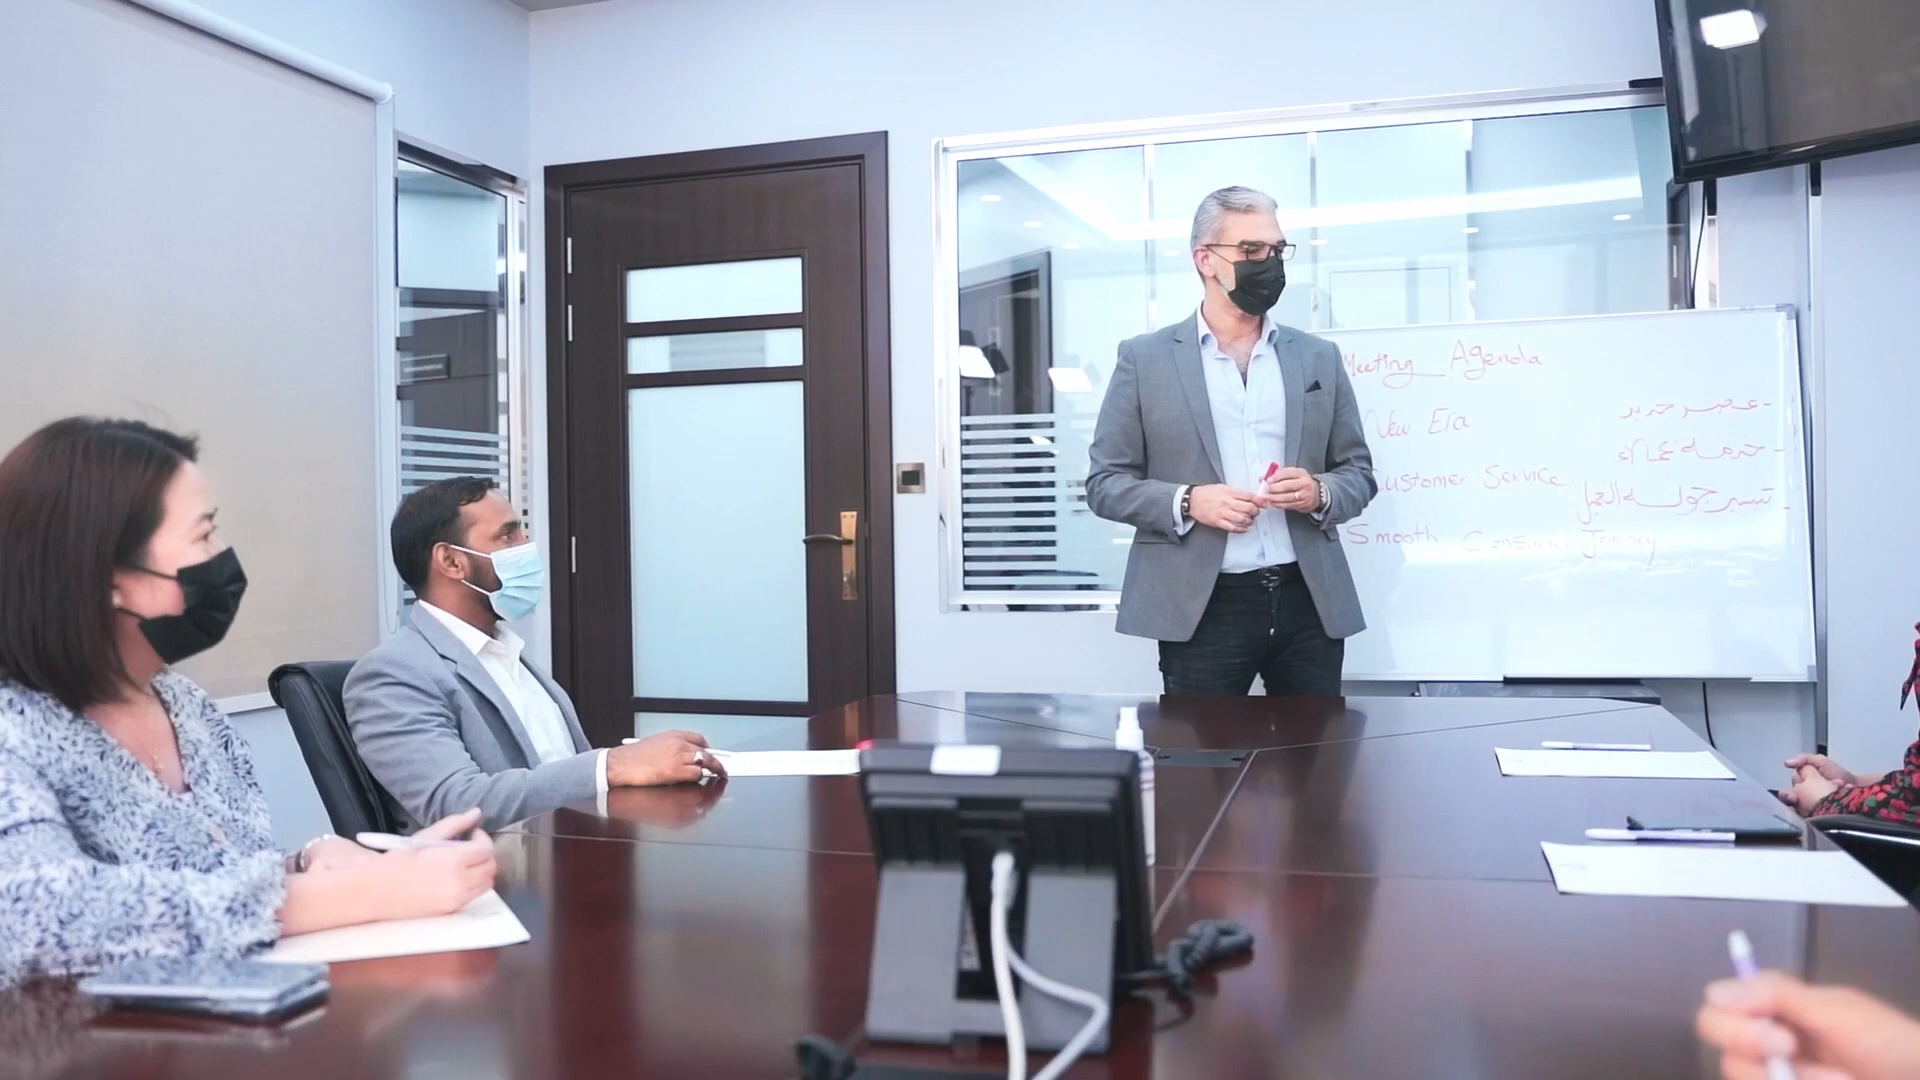 Meeting Agenda
New Era
- عصر جديد
Customer Service
- خدمة عملاء
Smooth Consumer Journey